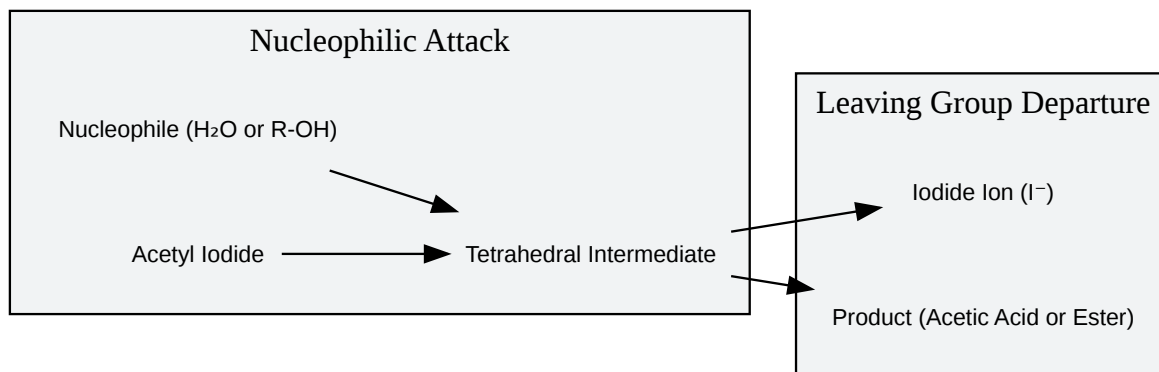 Nucleophilic Attack
Nucleophile (H₂O or R-OH)
Acetyl Iodide
Tetrahedral Intermediate
Leaving Group Departure
Iodide Ion (I⁻)
Product (Acetic Acid or Ester)